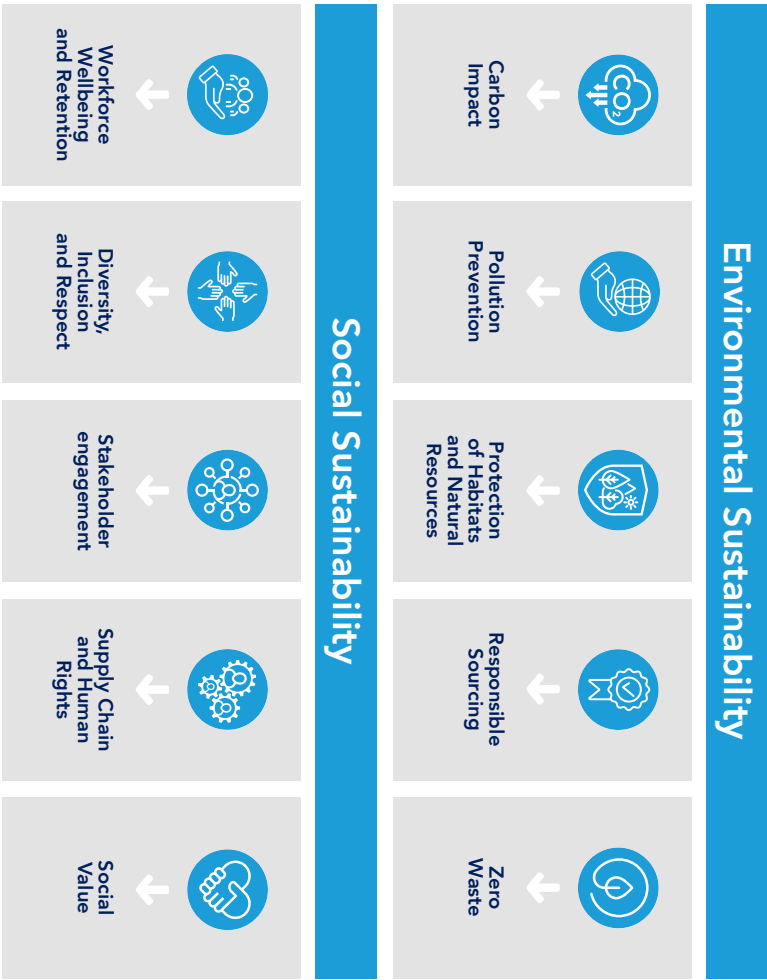 Environmental Sustainability
CO2
Carbon
Impact
Pollution
Prevention
Protection
of Habitats
and Natural
Resources
Responsible
Sourcing
Zero
Waste
Social Sustainability
Workforce
Wellbeing
and Retention
Diversity,
Inclusion
and Respect
Stakeholder
engagement
Supply Chain
and Human
Rights
Social
Value